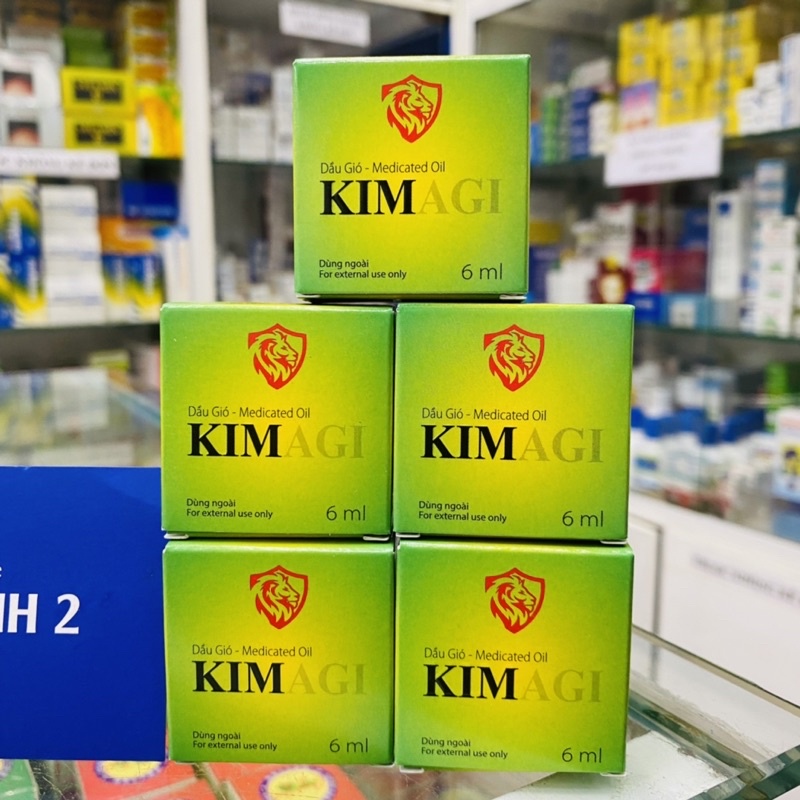 Dầu Gió - Medicated Oil
KIMAGI
Dùng ngoài
For external use only
6 ml
Dầu Gió - Medicated Oil
KIMAGI
Dùng ngoài
For external use only
6 ml
Dầu Gió - Medicated Oil
KIMAGI
Dùng ngoài
For external use only
6 ml
NH 2
Dầu Gió - Medicated Oil
KIMAGI
Dùng ngoài
For external use only
6 ml
Dầu Gió - Medicated Oil
KIMAGI
Dùng ngoài
For external use only
6 ml